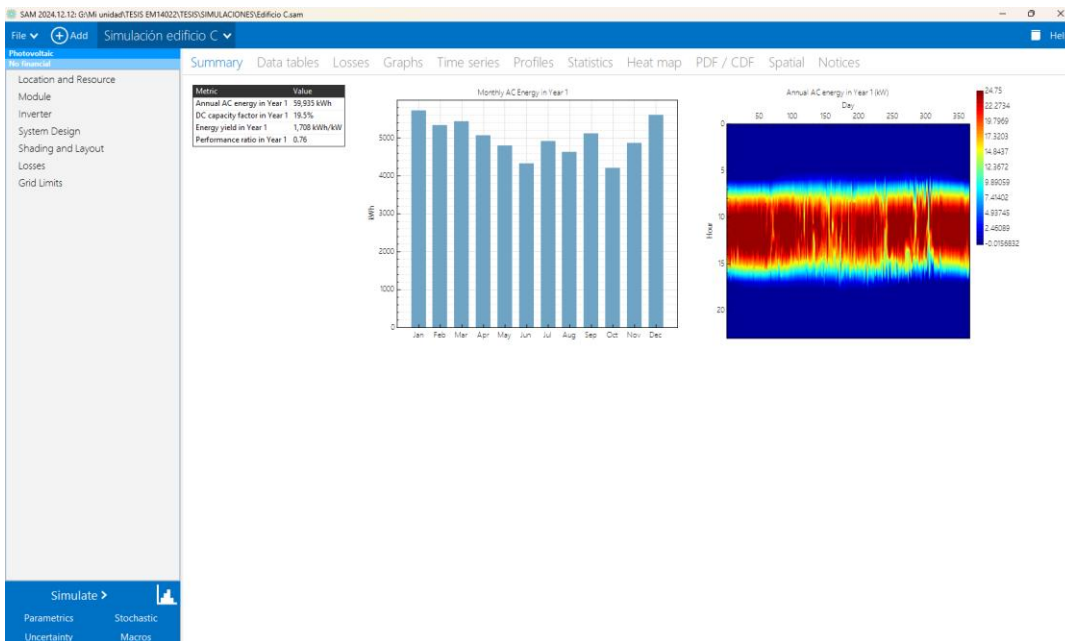 SAM 2024.12.12: G:\Mi unidad\TESIS EM14022\TESIS\SIMULACIONES\Edificio C.sam
File
Add
Simulación edificio C
Hel
Photovoltaic
No financial
Location and Resource
Module
Inverter
System Design
Shading and Layout
Losses
Grid Limits
Simulate >
Parametrics Stochastic
Uncertainty Macros
Summary Data tables Losses Graphs Time series Profiles Statistics Heat map PDF / CDF Spatial Notices
Metric Value
Annual AC energy in Year 1 59,935 kWh
DC capacity factor in Year 1 19.5%
Energy yield in Year 1 1,708 kWh/kW
Performance ratio in Year 1 0.76
Monthly AC Energy in Year 1
kWh
5000
4000
3000
2000
1000
0
Jan Feb Mar Apr May Jun Jul Aug Sep Oct Nov Dec
Annual AC energy in Year 1 (kW)
Day
50 100 150 200 250 300 350
Hour
0
5
10
15
20
24.75
22.2734
19.7969
17.3203
14.8437
12.3672
9.89059
7.41402
4.93745
2.46089
-0.0156832